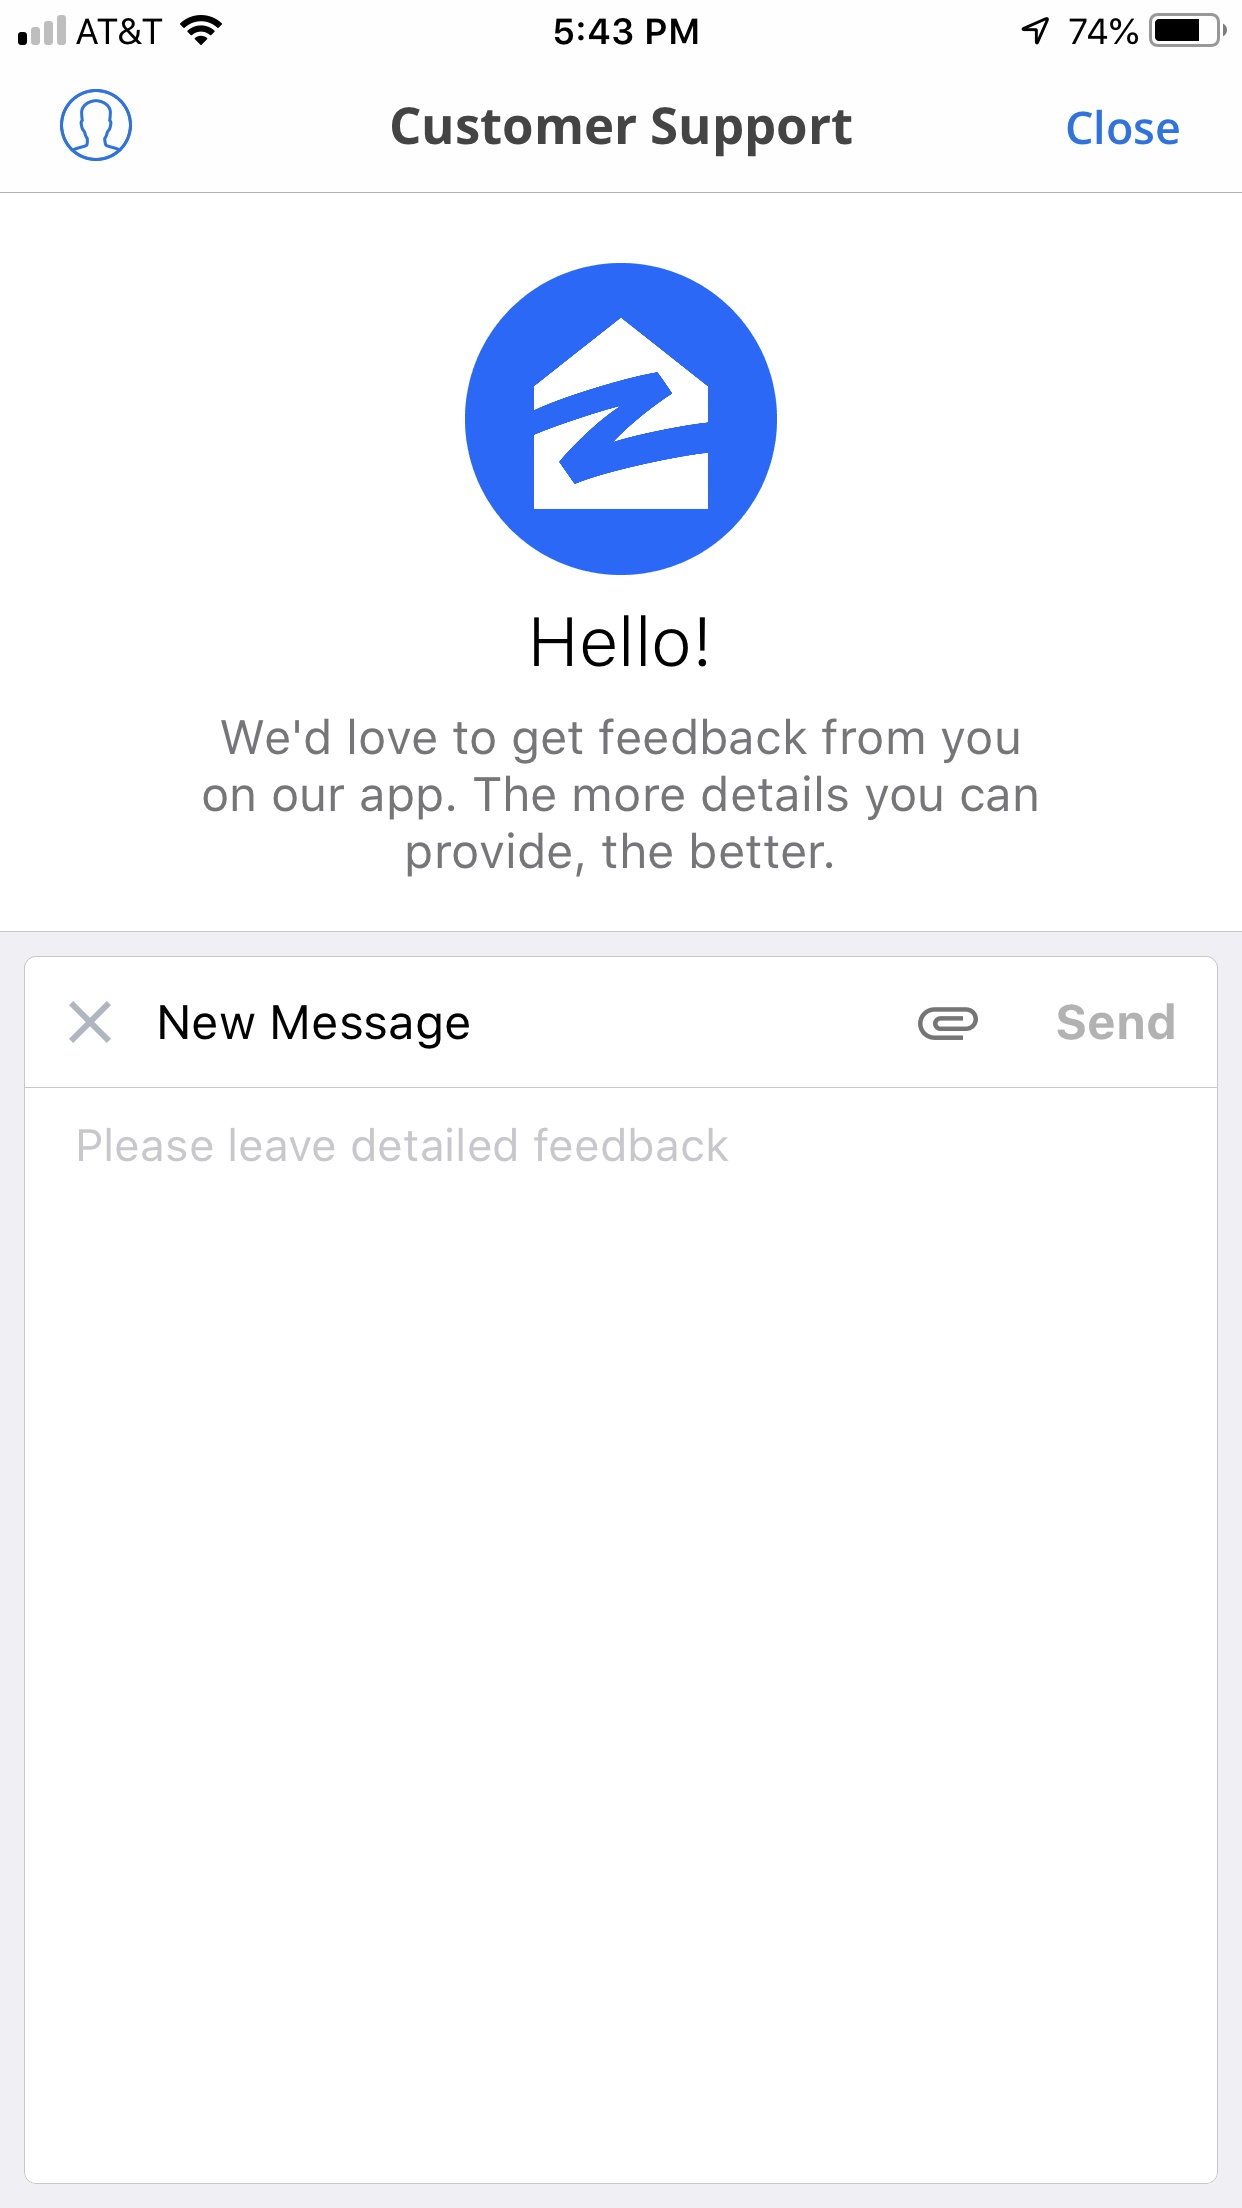 AT&T 5:43 PM 74%
Customer Support Close
Hello!
We'd love to get feedback from you
on our app. The more details you can
provide, the better.
New Message Send
Please leave detailed feedback